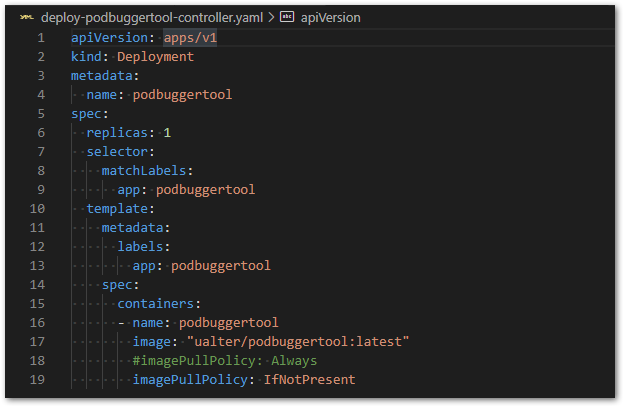 deploy-podbuggertool-controller.yaml > apiVersion
1 apiVersion: apps/v1
2 kind: Deployment
3 metadata:
4   name: podbuggertool
5 spec:
6   replicas: 1
7   selector:
8     matchLabels:
9       app: podbuggertool
10   template:
11     metadata:
12       labels:
13         app: podbuggertool
14     spec:
15       containers:
16       - name: podbuggertool
17         image: "ualter/podbuggertool:latest"
18         #imagePullPolicy: Always
19         imagePullPolicy: IfNotPresent